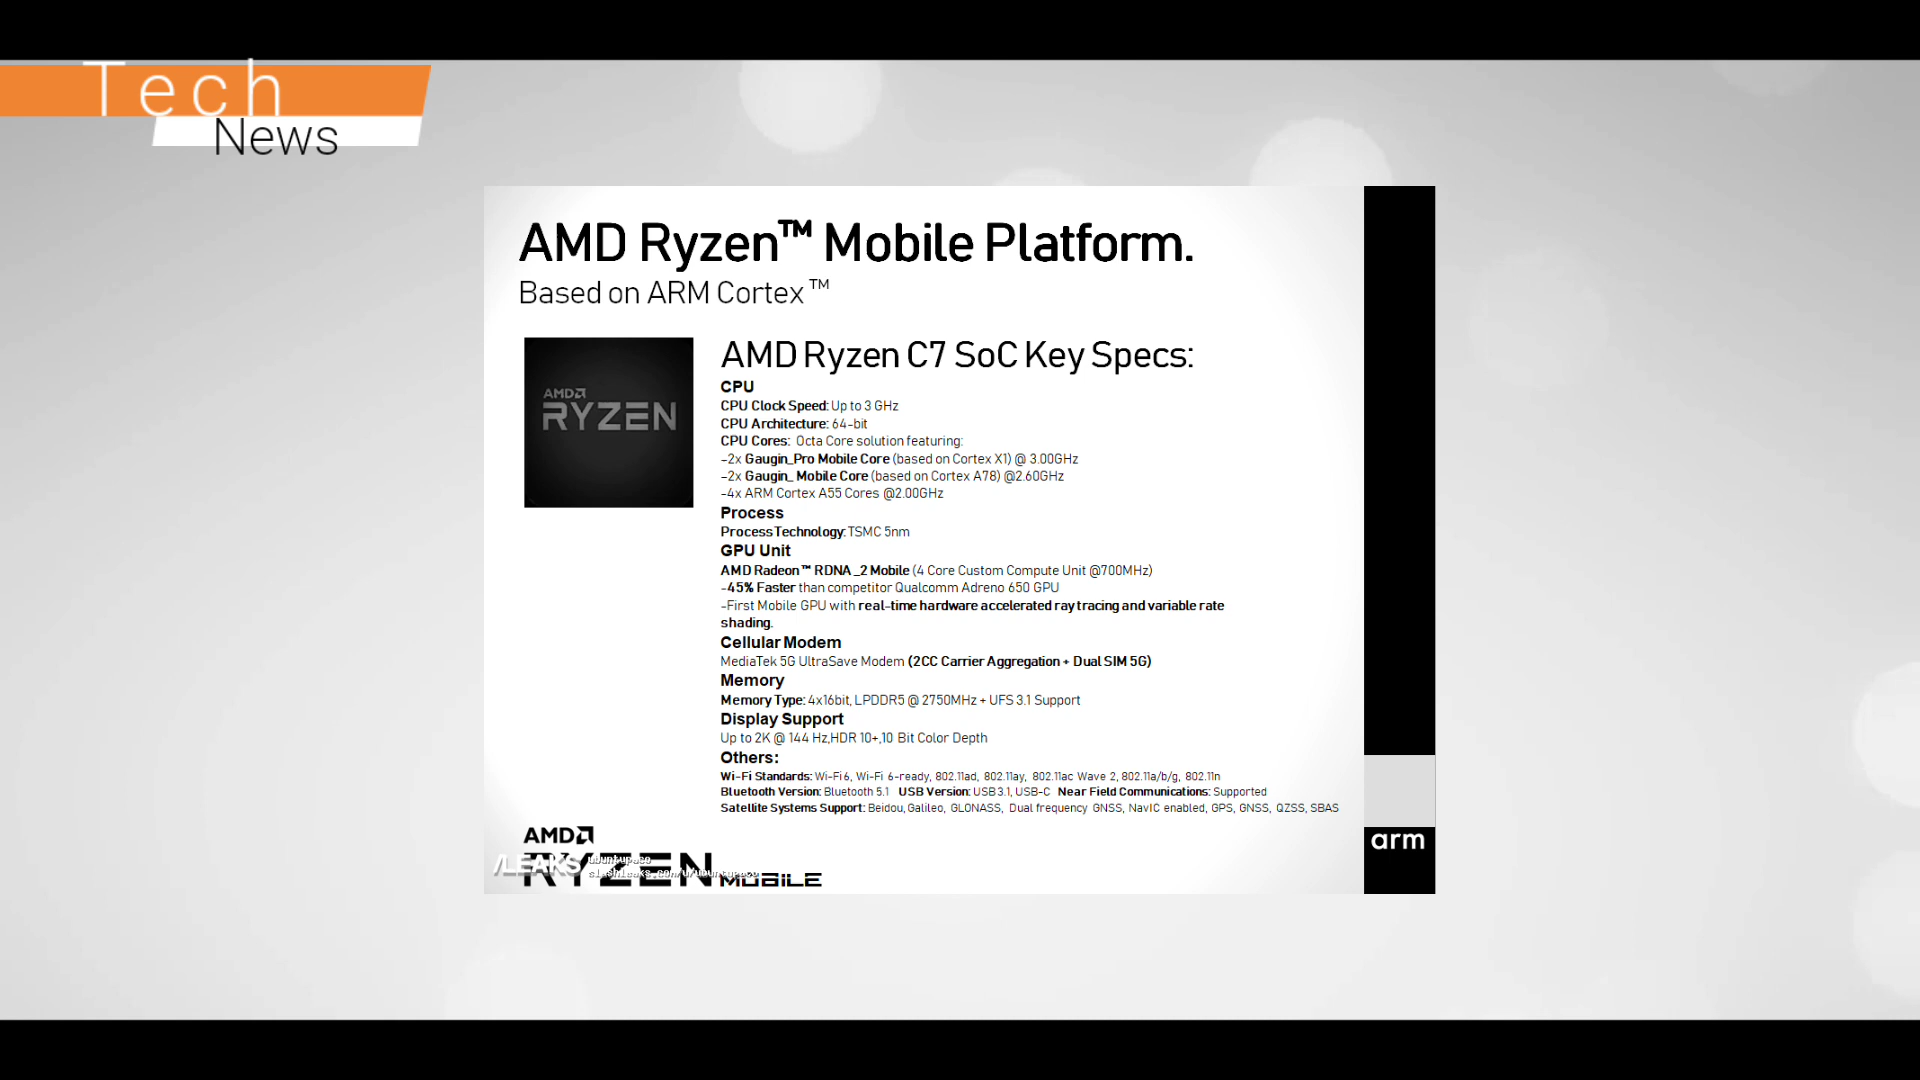 Tech
News
AMD Ryzen™ Mobile Platform.
Based on ARM Cortex™
AMD
RYZEN
AMD Ryzen C7 SoC Key Specs:
CPU
CPU Clock Speed: Up to 3 GHz
CPU Architecture: 64-bit
CPU Cores: Octa Core solution featuring:
-2x Gaugin_Pro Mobile Core (based on Cortex X1) @ 3.00GHz
-2x Gaugin_ Mobile Core (based on Cortex A78) @2.60GHz
-4x ARM Cortex A55 Cores @2.00GHz
Process
Process Technology: TSMC 5nm
GPU Unit
AMD Radeon™ RDNA _2 Mobile (4 Core Custom Compute Unit @700MHz)
-45% Faster than competitor Qualcomm Adreno 650 GPU
-First Mobile GPU with real-time hardware accelerated ray tracing and variable rate
shading.
Cellular Modem
MediaTek 5G UltraSave Modem (2CC Carrier Aggregation + Dual SIM 5G)
Memory
Memory Type: 4x16bit, LPDDR5 @ 2750MHz + UFS 3.1 Support
Display Support
Up to 2K @ 144 Hz,HDR 10+,10 Bit Color Depth
Others:
Wi-Fi Standards: Wi-Fi 6, Wi-Fi 6-ready, 802.11ad, 802.11ay, 802.11ac Wave 2, 802.11a/b/g, 802.11n
Bluetooth Version: Bluetooth 5.1 USB Version: USB 3.1, USB-C Near Field Communications: Supported
Satellite Systems Support: Beidou, Galileo, GLONASS, Dual frequency GNSS, NavIC enabled, GPS, GNSS, QZSS, SBAS
AMD
RYZEN MOBILE
/LEAKS
ubuntupaco
slashleaks.com/u/ubuntupaco
arm